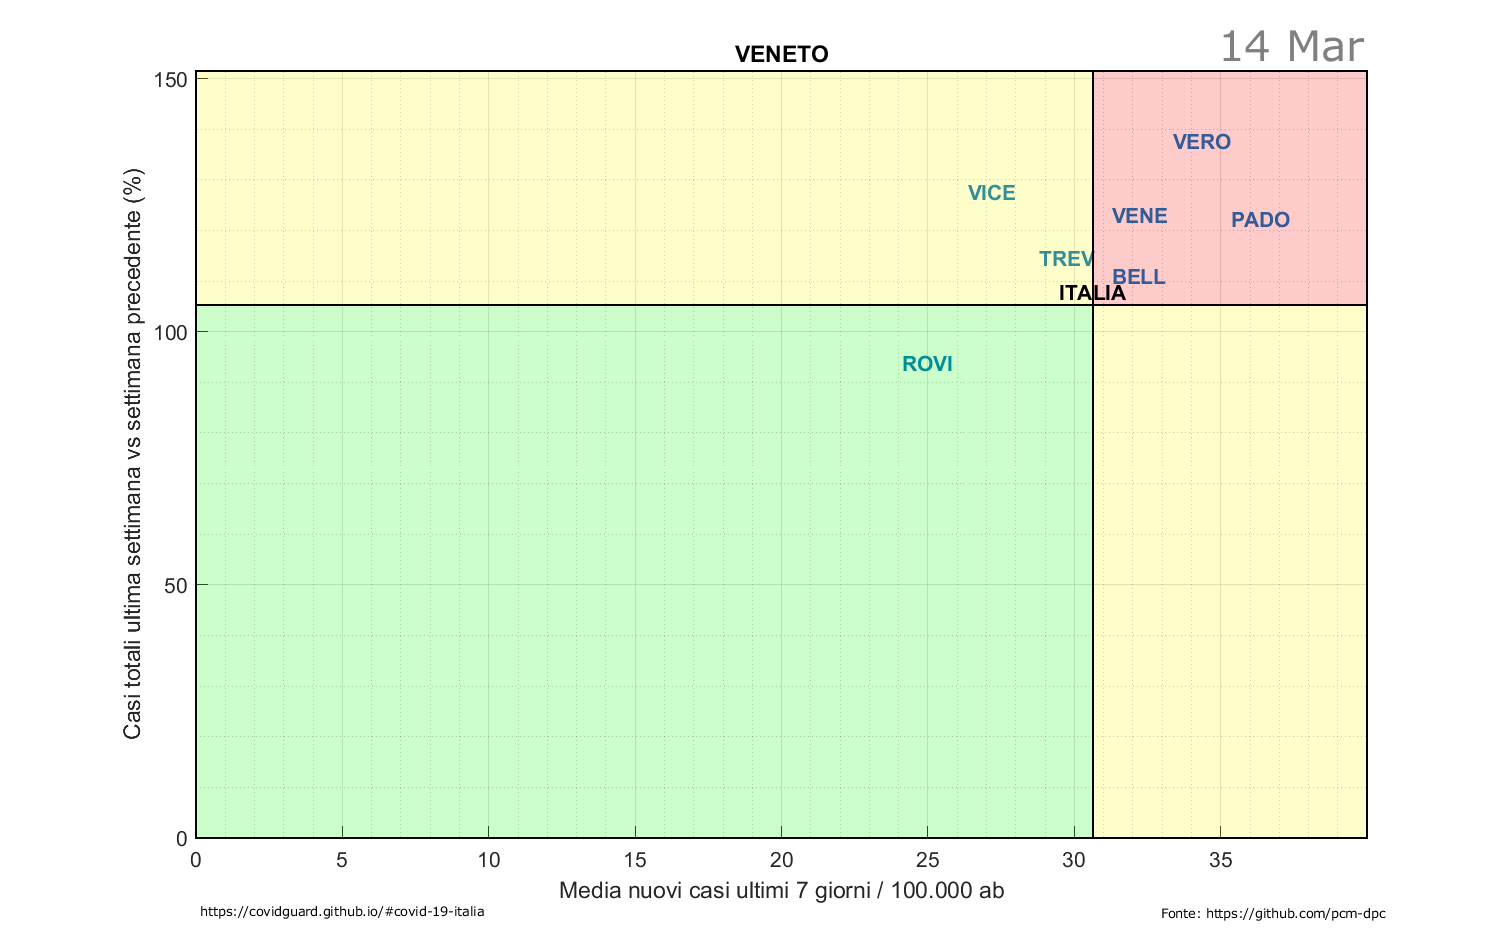 14 Mar
VENETO
Casi totali ultima settimana vs settimana precedente (%)
150
100
50
0
VERO
VICE
VENE
PADO
TREV
BELL
ITALIA
ROVI
0 5 10 15 20 25 30 35
Media nuovi casi ultimi 7 giorni / 100.000 ab
https://covidguard.github.io/#covid-19-italia
Fonte: https://github.com/pcm-dpc